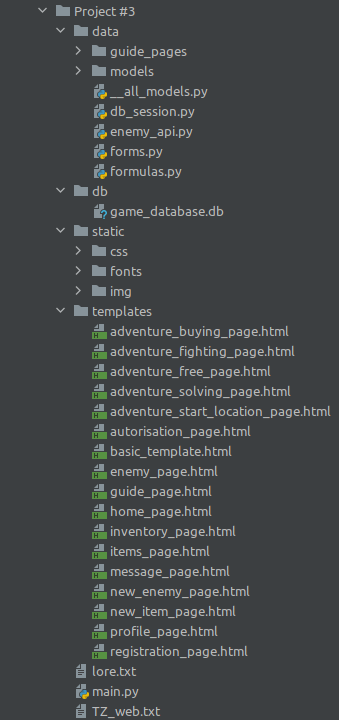 Project #3
data
guide_pages
models
__all_models.py
db_session.py
enemy_api.py
forms.py
formulas.py
db
game_database.db
static
css
fonts
img
templates
adventure_buying_page.html
adventure_fighting_page.html
adventure_free_page.html
adventure_solving_page.html
adventure_start_location_page.html
autorisation_page.html
basic_template.html
enemy_page.html
guide_page.html
home_page.html
inventory_page.html
items_page.html
message_page.html
new_enemy_page.html
new_item_page.html
profile_page.html
registration_page.html
lore.txt
main.py
TZ_web.txt